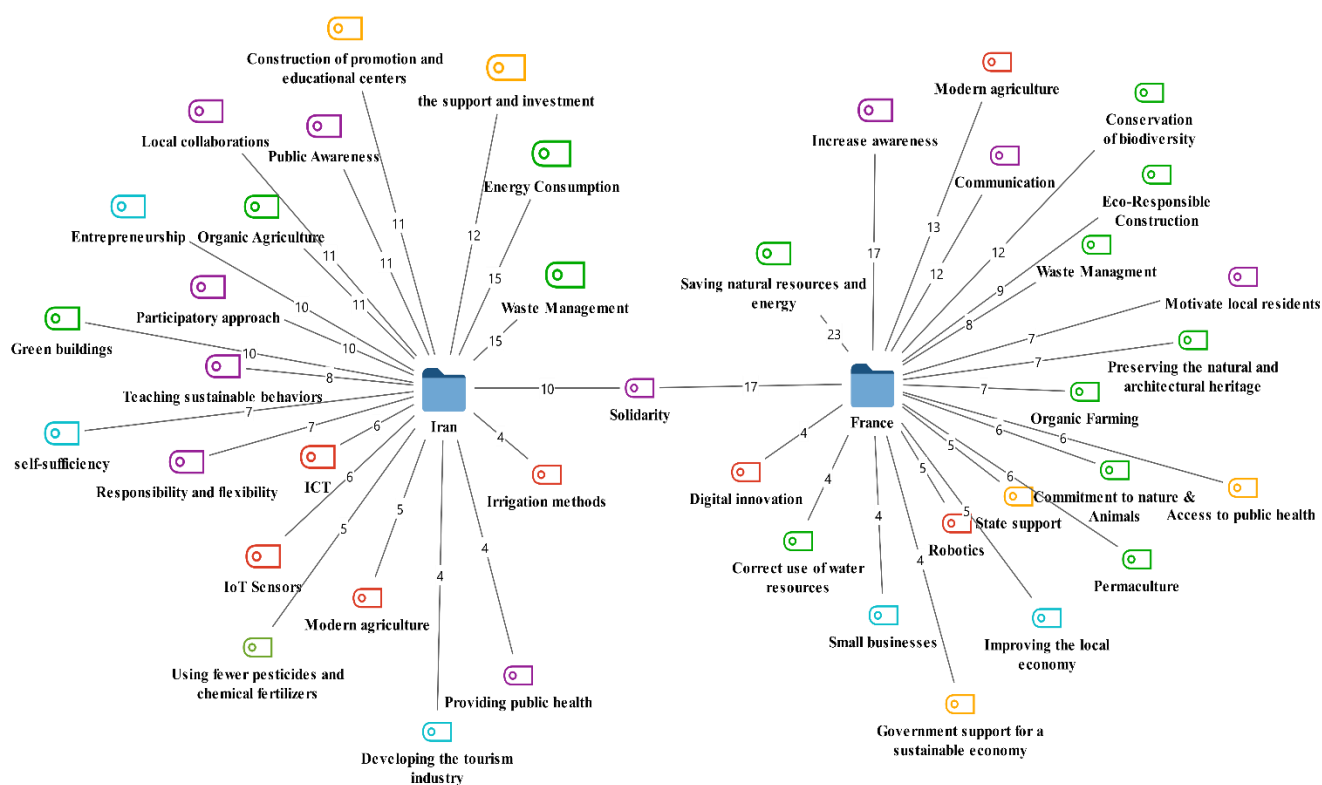 Construction of promotion and
educational centers
the support and investment
Local collaborations
Public Awareness
Energy Consumption
Entrepreneurship
Organic Agriculture
Waste Management
Participatory approach
Green buildings
Teaching sustainable behaviors
self-sufficiency
Responsibility and flexibility
ICT
Irrigation methods
IoT Sensors
Modern agriculture
Using fewer pesticides and
chemical fertilizers
Providing public health
Developing the tourism
industry
Iran
11
12
11
11
15
11
10
15
10
10
8
7
7
6
6
5
5
4
4
4
10
Solidarity
17
France
Modern agriculture
Increase awareness
Conservation
of biodiversity
Communication
Eco-Responsible
Construction
Saving natural resources and
energy
Waste Managment
Motivate local residents
Preserving the natural and
architectural heritage
Organic Farming
Digital innovation
Commitment to nature &
Animals
Access to public health
State support
Robotics
Correct use of water
resources
Permaculture
Small businesses
Improving the local
economy
Government support for a
sustainable economy
13
17
12
12
9
8
23
7
7
7
6
6
6
5
5
5
4
4
4
4